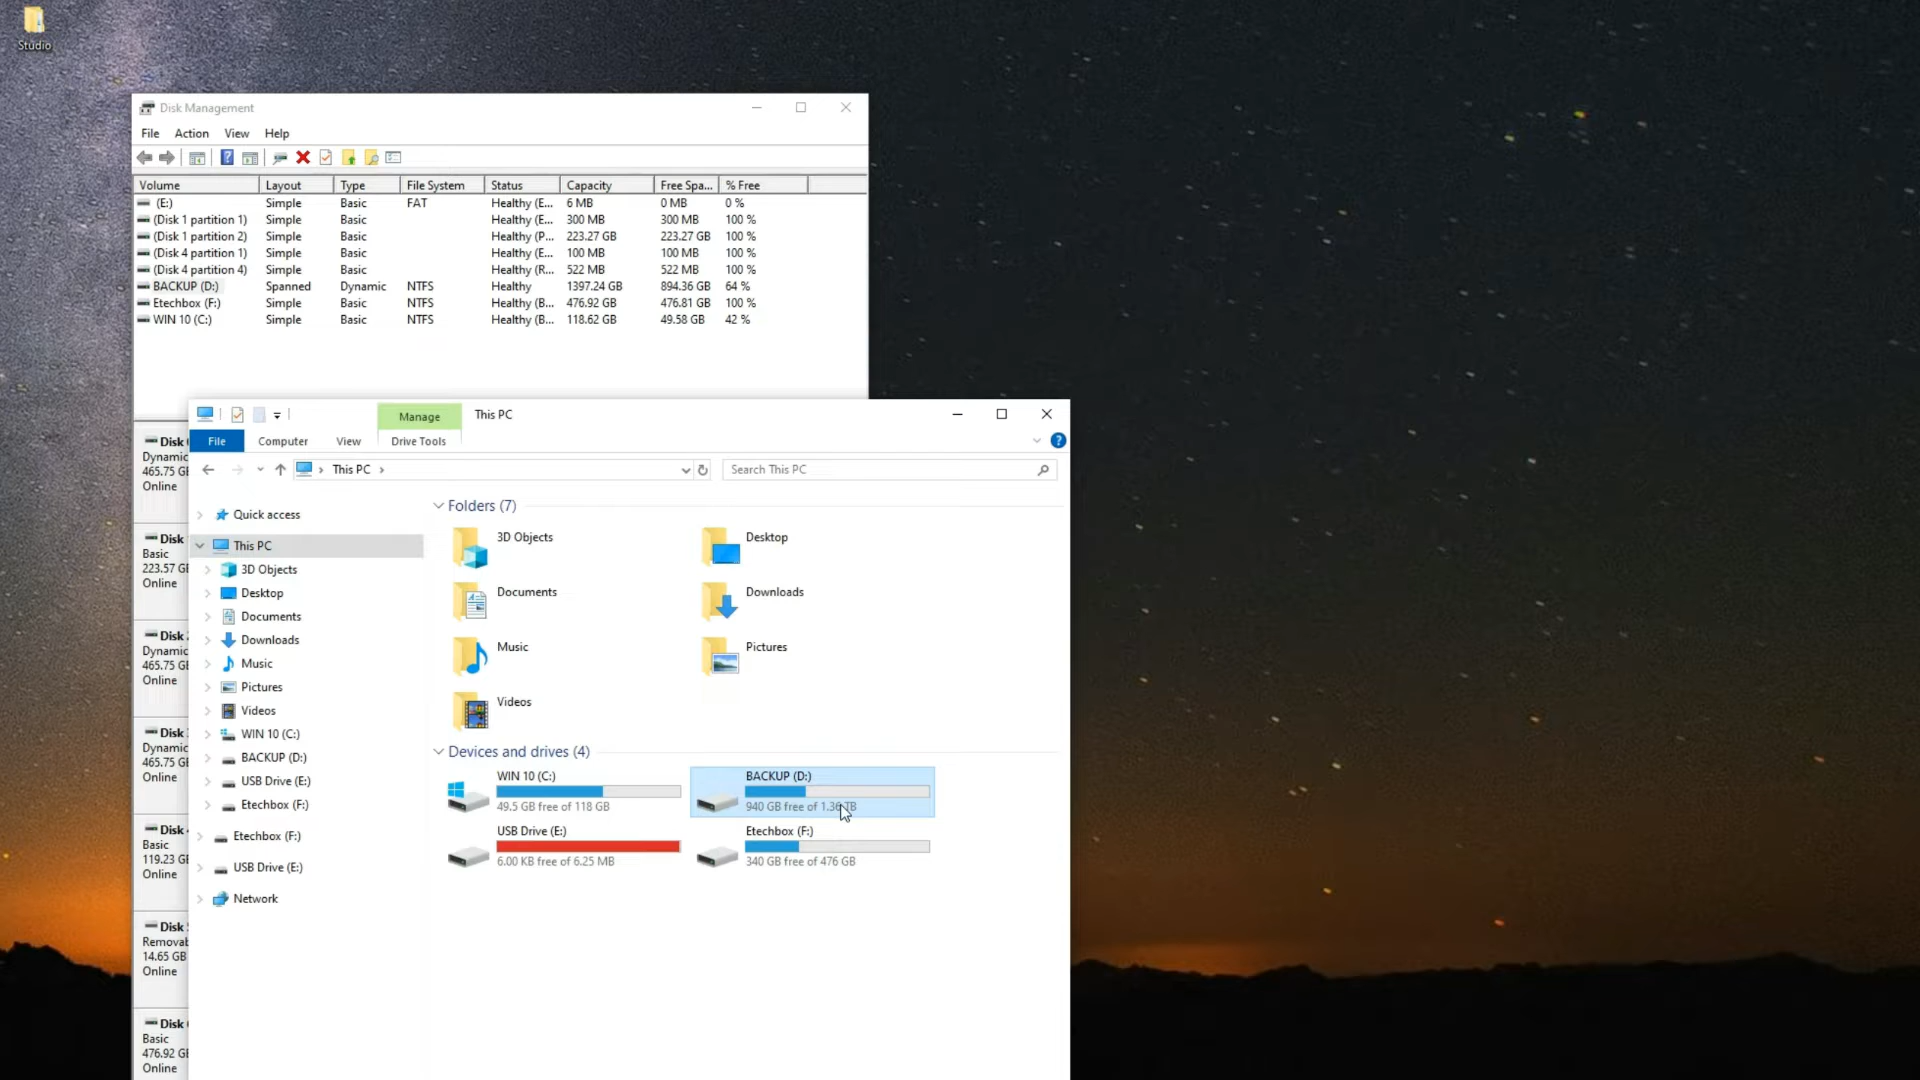 Studio
Disk Management
File Action View Help
Volume Layout Type File System Status Capacity Free Spa... % Free
(E:) Simple Basic FAT Healthy (E... 6 MB 0 MB 0 %
(Disk 1 partition 1) Simple Basic Healthy (E... 300 MB 300 MB 100 %
(Disk 1 partition 2) Simple Basic Healthy (P... 223.27 GB 223.27 GB 100 %
(Disk 4 partition 1) Simple Basic Healthy (E... 100 MB 100 MB 100 %
(Disk 4 partition 4) Simple Basic Healthy (R... 522 MB 522 MB 100 %
BACKUP (D:) Spanned Dynamic NTFS Healthy 1397.24 GB 894.36 GB 64 %
Etechbox (F:) Simple Basic NTFS Healthy (B... 476.92 GB 476.81 GB 100 %
WIN 10 (C:) Simple Basic NTFS Healthy (B... 118.62 GB 49.58 GB 42 %
Disk
Dynamic
465.75 GB
Online
Disk
Basic
223.57 GB
Online
Disk 2
Dynamic
465.75 GB
Online
Disk 3
Dynamic
465.75 GB
Online
Disk 4
Basic
119.23 GB
Online
Disk 5
Removab
14.65 GB
Online
Disk 6
Basic
476.92 GB
Online
Manage This PC
File Computer View Drive Tools
This PC
Search This PC
Quick access
This PC
3D Objects
Desktop
Documents
Downloads
Music
Pictures
Videos
WIN 10 (C:)
BACKUP (D:)
USB Drive (E:)
Etechbox (F:)
Etechbox (F:)
USB Drive (E:)
Network
Folders (7)
3D Objects
Desktop
Documents
Downloads
Music
Pictures
Videos
Devices and drives (4)
WIN 10 (C:)
49.5 GB free of 118 GB
BACKUP (D:)
940 GB free of 1.36 TB
USB Drive (E:)
6.00 KB free of 6.25 MB
Etechbox (F:)
340 GB free of 476 GB